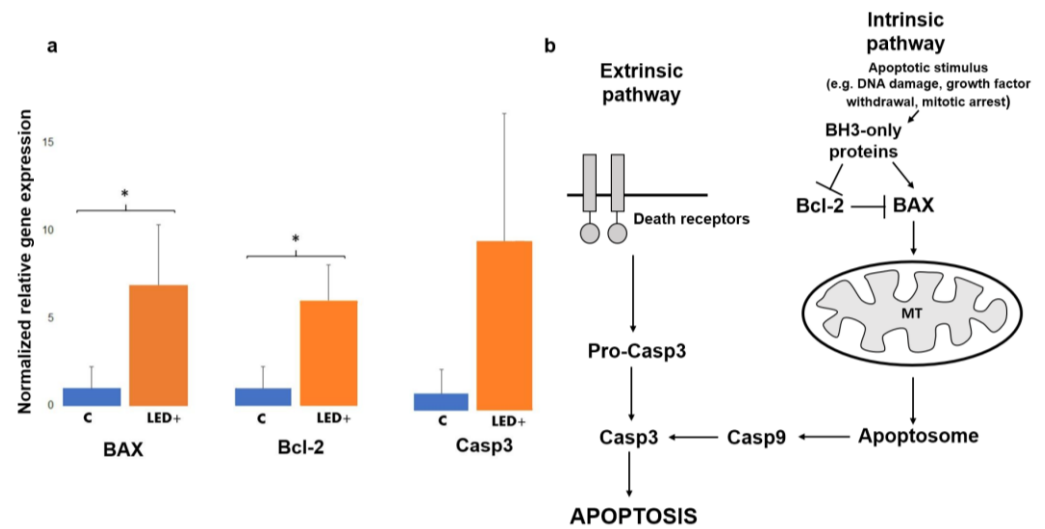 a
Normalized relative gene expression
15
10
5
0
*
*
C
LED+
BAX
C
LED+
Bcl-2
C
LED+
Casp3
b
Extrinsic
pathway
Death receptors
Pro-Casp3
Casp3
APOPTOSIS
Intrinsic
pathway
Apoptotic stimulus
(e.g. DNA damage, growth factor
withdrawal, mitotic arrest)
BH3-only
proteins
Bcl-2
BAX
MT
Casp9
Apoptosome